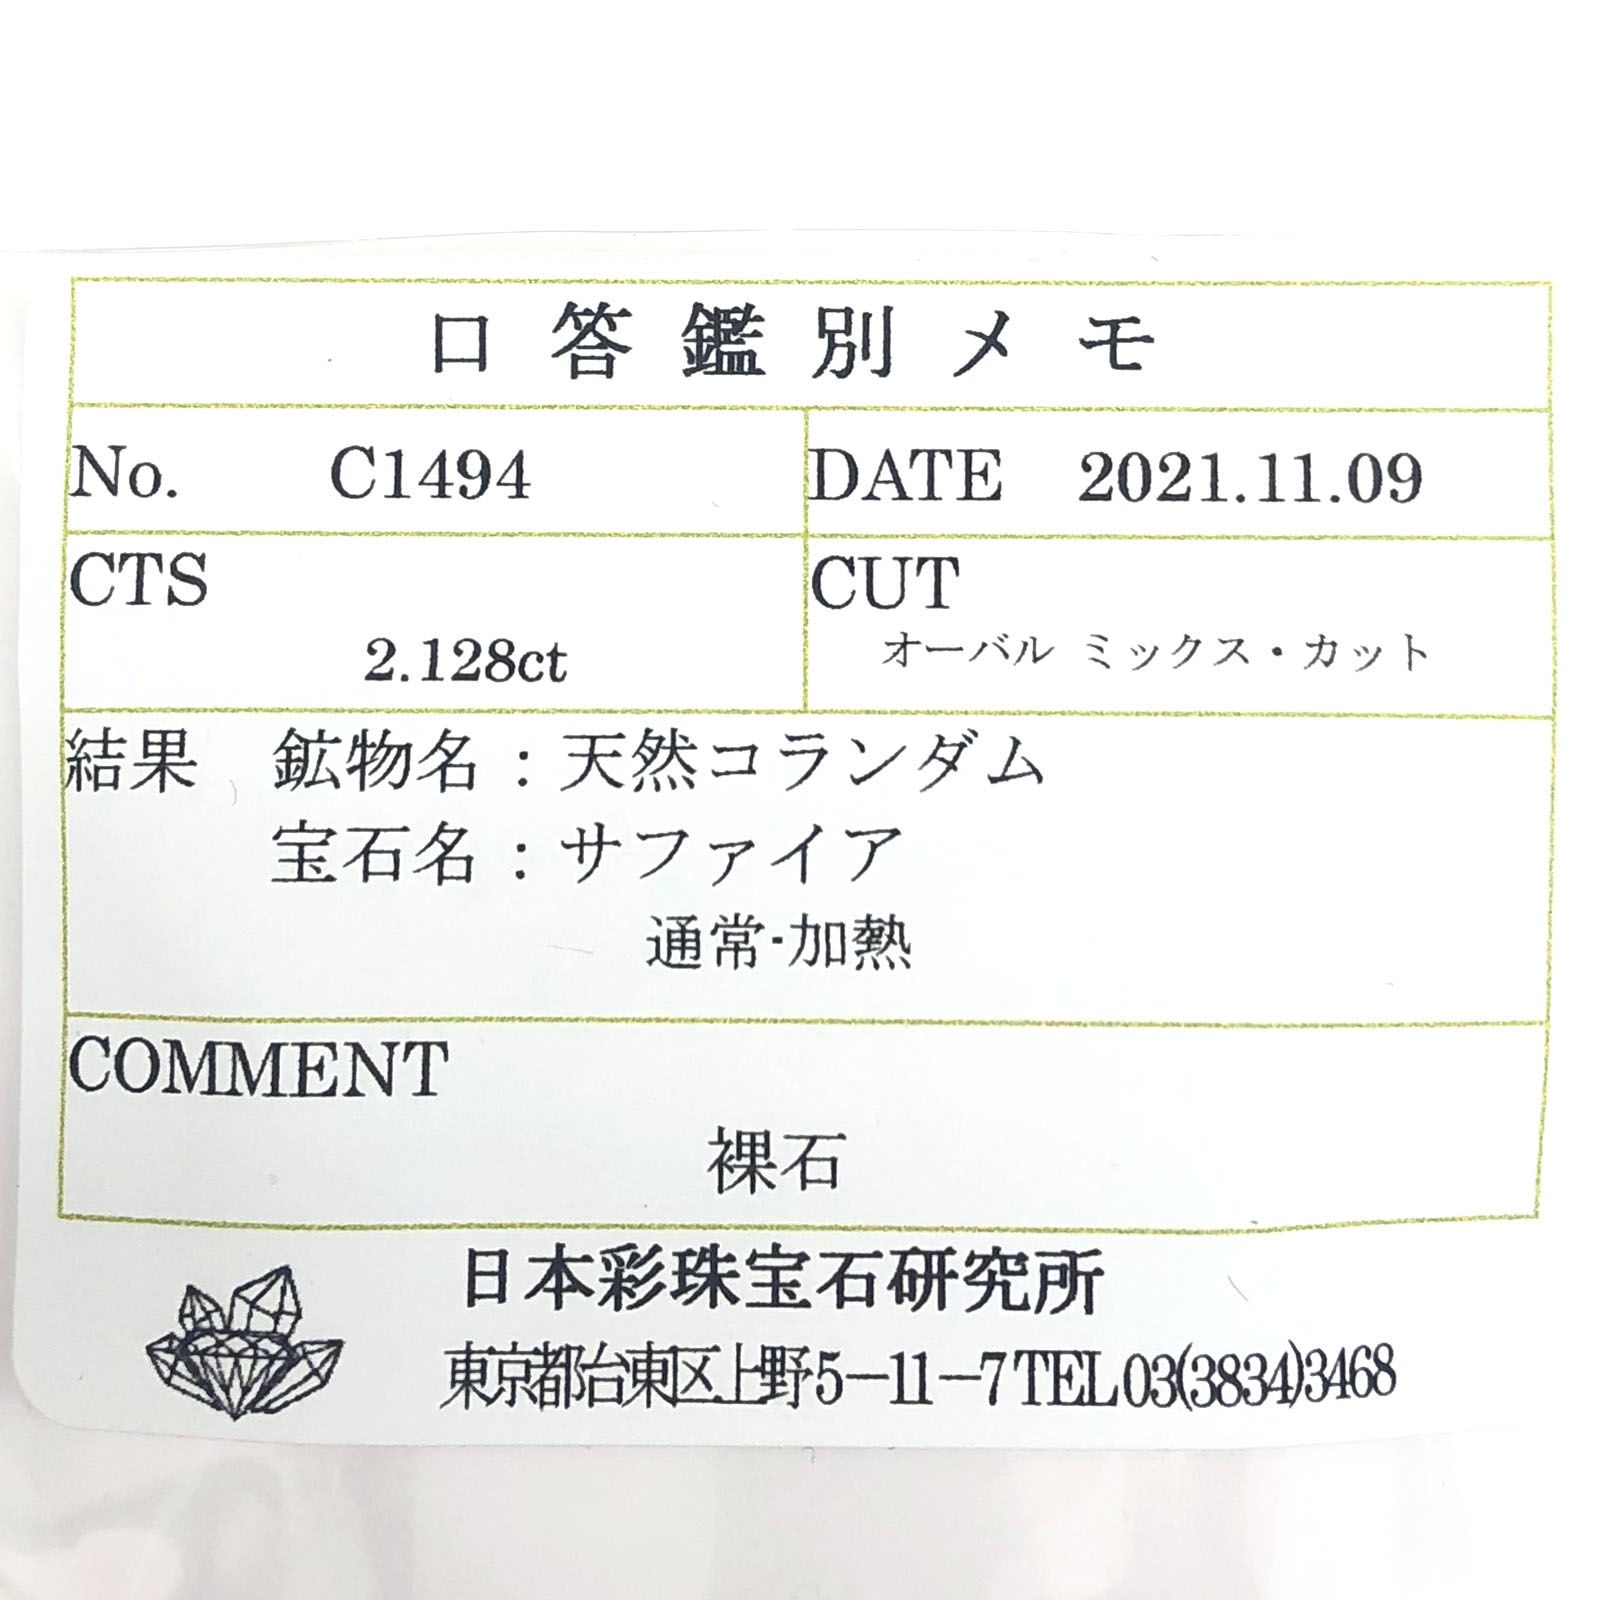 口答鑑別メモ
No. C1494 DATE 2021.11.09
CTS CUT
2.128ct オーバル ミックス・カット
結果 鉱物名：天然コランダム
宝石名：サファイア
通常・加熱
COMMENT
裸石
日本彩珠宝石研究所
東京都台東区上野5－11－7 TEL 03(3834)3468